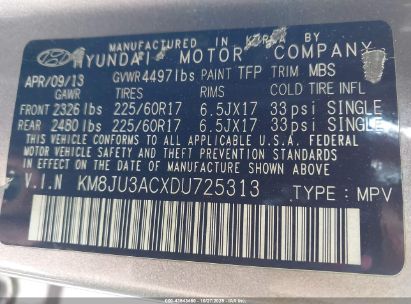 MANUFACTURED IN KOREA BY
HYUNDAI MOTOR COMPANY
APR/09/13 GVWR 4497lbs PAINT TFP TRIM MBS
GAWR TIRES RIMS COLD TIRE INFL
FRONT 2326 lbs 225/60R17 6.5JX17 33psi SINGLE
REAR 2480 lbs 225/60R17 6.5JX17 33psi SINGLE
THIS VEHICLE CONFORMS TO ALL APPLICABLE U.S.A FEDERAL
MOTOR VEHICLE SAFETY, BUMPER, AND THEFT PREVENTION
STANDARDS IN EFFECT ON THE DATE OF MANUFACTURE SHOWN ABOVE.
V.I.N KM8JU3ACXDU725313 TYPE: MPV